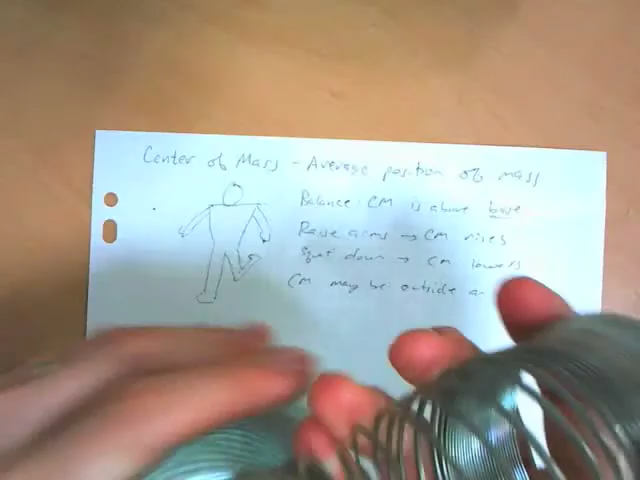 Center of Mass - Average position of mass
Balance: CM is above base
Raise arms → CM rises
Squat down → CM lowers
CM may be outside